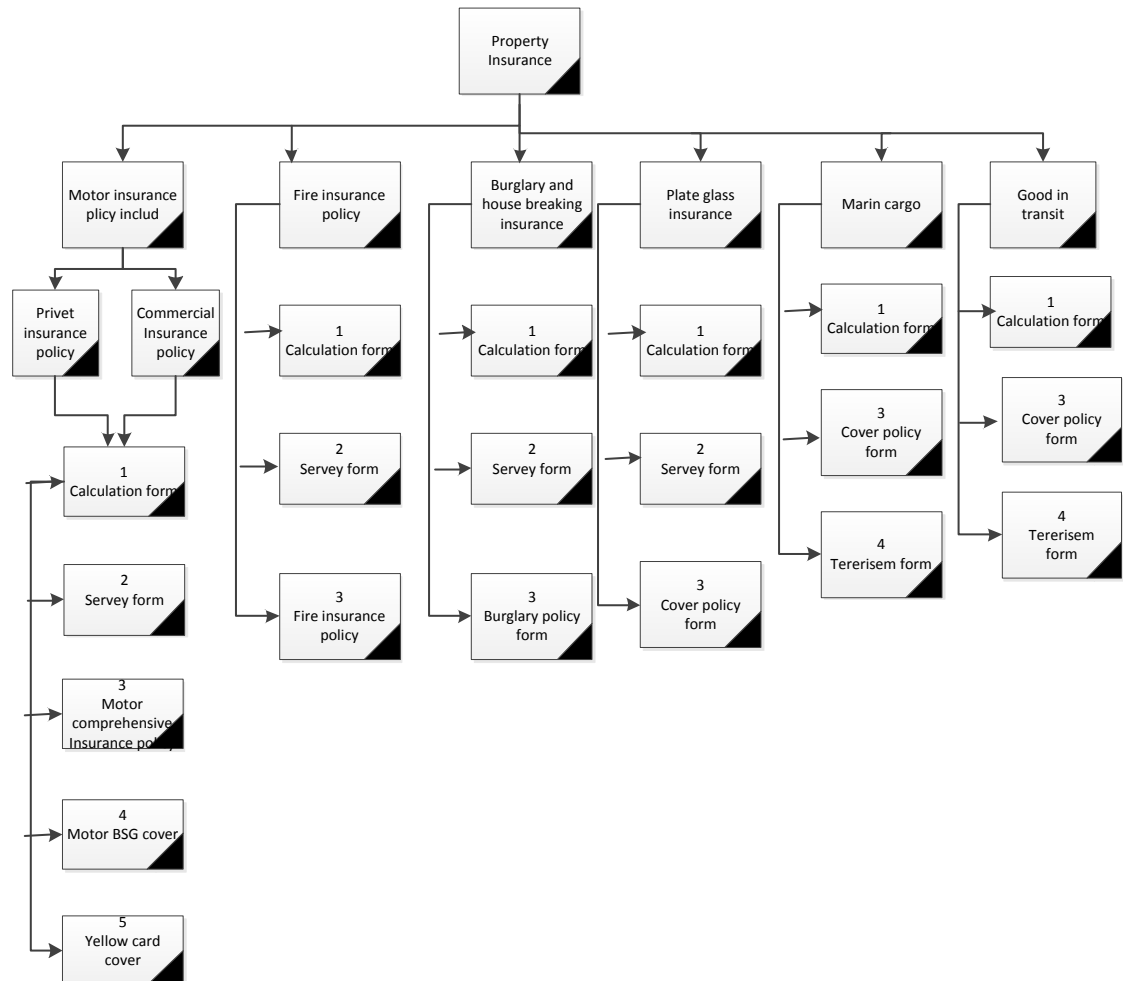 Property
Insurance
Motor insurance
plicy includ
Fire insurance
policy
Burglary and
house breaking
insurance
Plate glass
insurance
Marin cargo
Good in
transit
Privet
insurance
policy
Commercial
Insurance
policy
1
Calculation form
2
Servey form
3
Motor
comprehensive
Insurance policy
4
Motor BSG cover
5
Yellow card
cover
1
Calculation form
2
Servey form
3
Fire insurance
policy
1
Calculation form
2
Servey form
3
Burglary policy
form
1
Calculation form
2
Servey form
3
Cover policy
form
1
Calculation form
3
Cover policy
form
4
Tererisem form
1
Calculation form
3
Cover policy
form
4
Tererisem
form